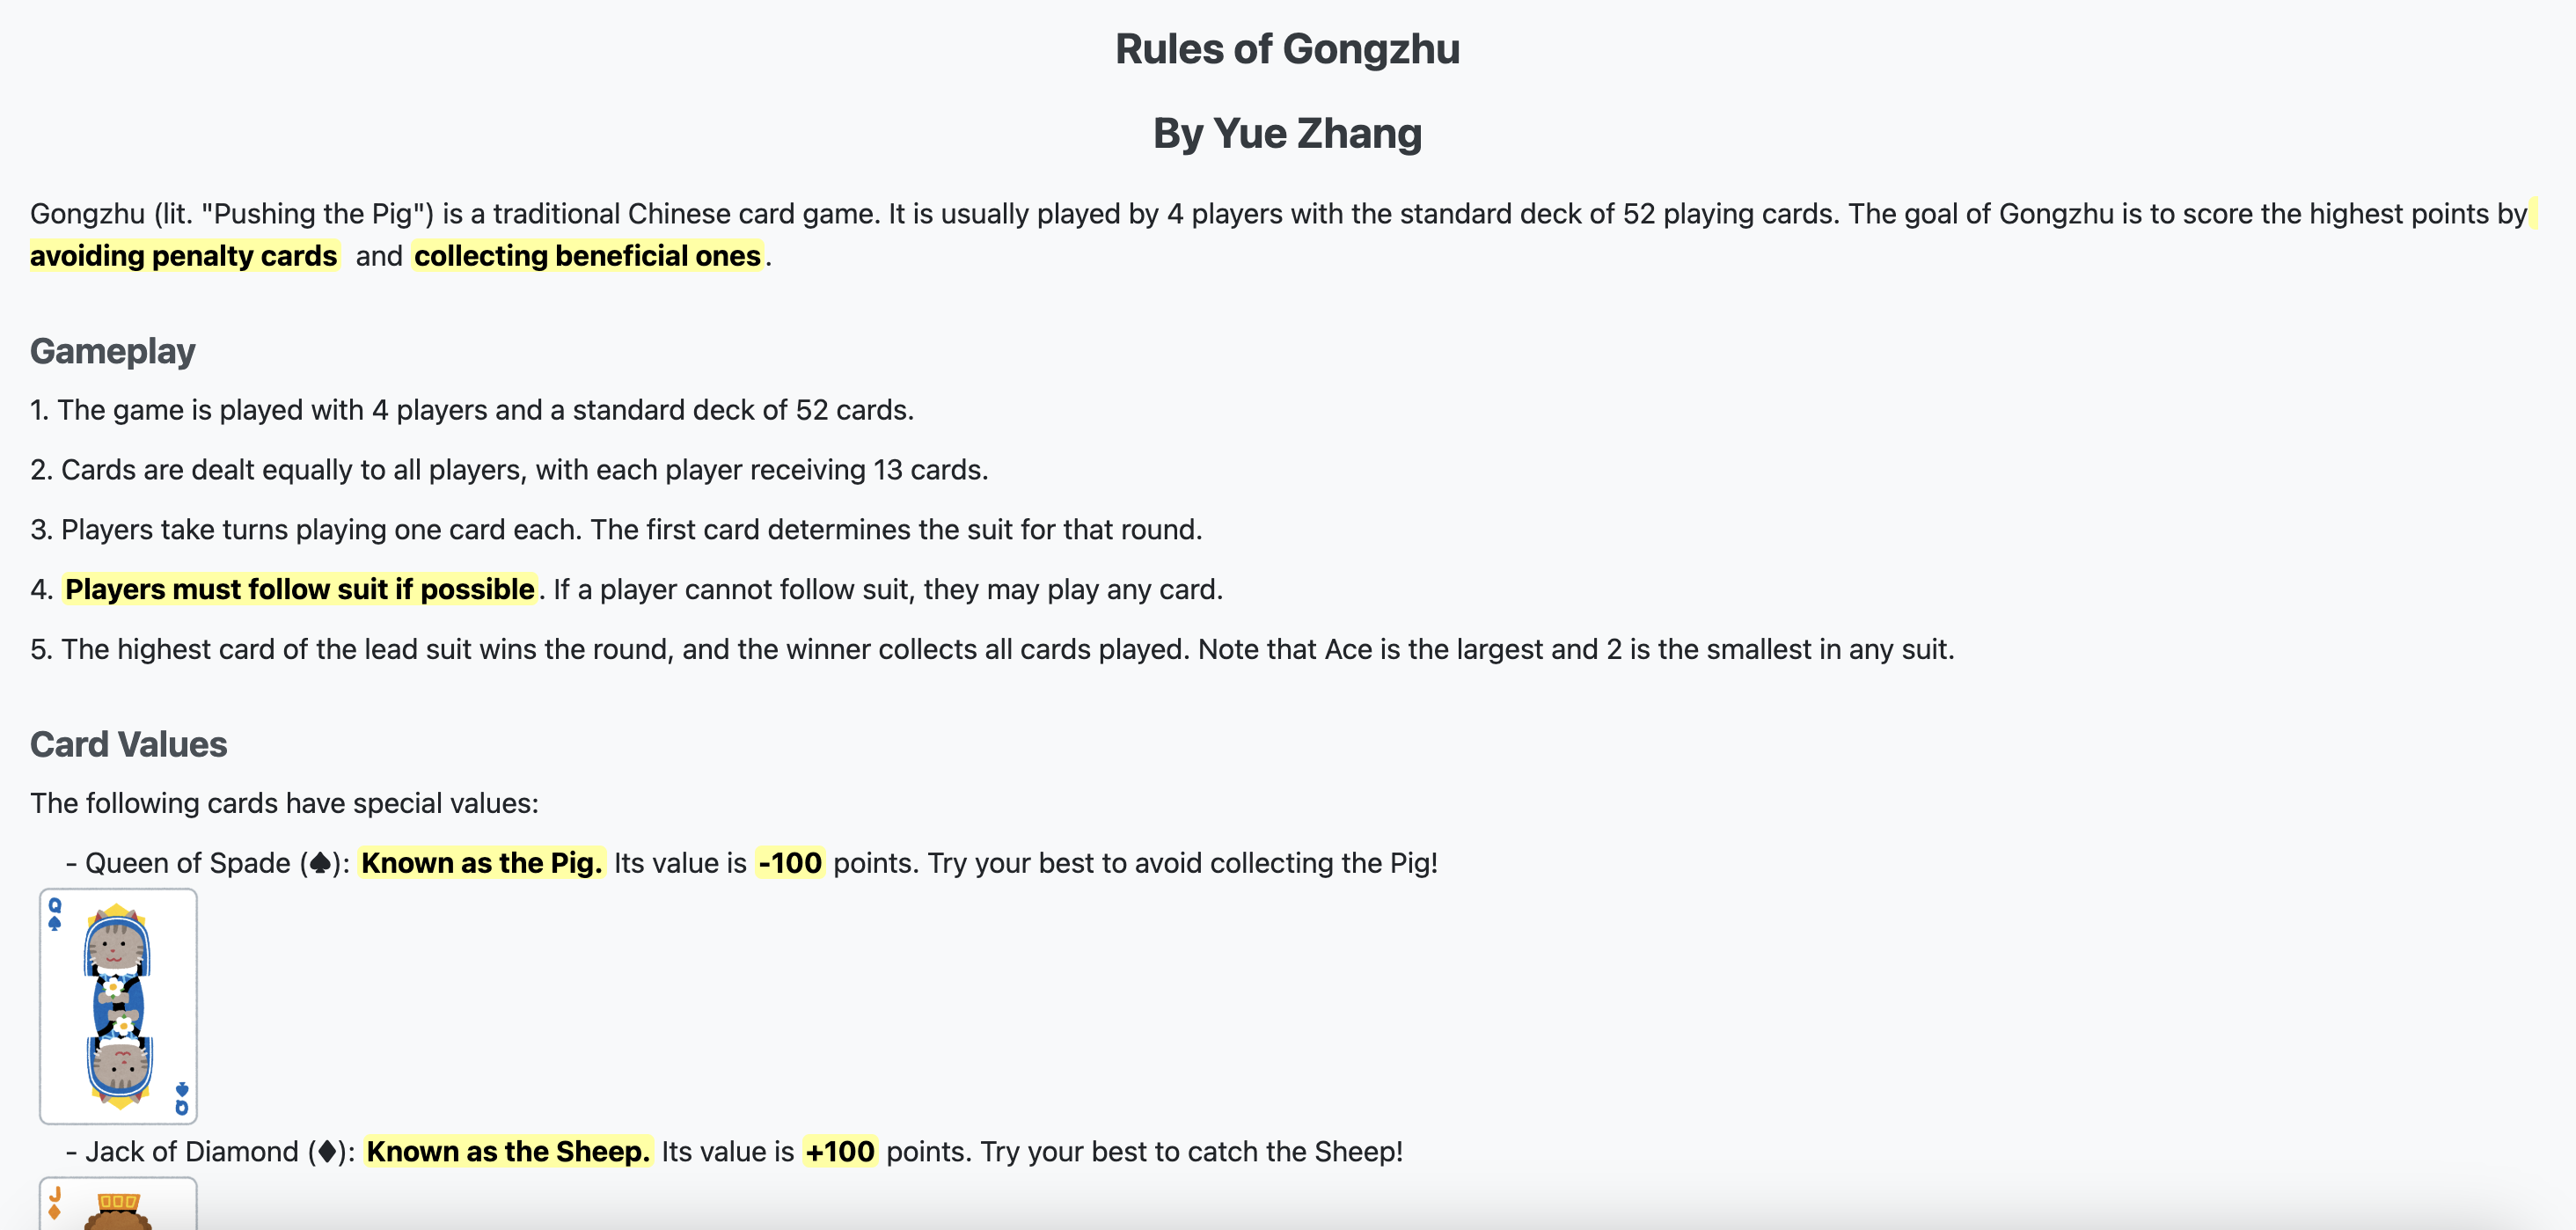 Rules of Gongzhu
By Yue Zhang
Gongzhu (lit. "Pushing the Pig") is a traditional Chinese card game. It is usually played by 4 players with the standard deck of 52 playing cards. The goal of Gongzhu is to score the highest points by
avoiding penalty cards and collecting beneficial ones.
Gameplay
1. The game is played with 4 players and a standard deck of 52 cards.
2. Cards are dealt equally to all players, with each player receiving 13 cards.
3. Players take turns playing one card each. The first card determines the suit for that round.
4. Players must follow suit if possible. If a player cannot follow suit, they may play any card.
5. The highest card of the lead suit wins the round, and the winner collects all cards played. Note that Ace is the largest and 2 is the smallest in any suit.
Card Values
The following cards have special values:
- Queen of Spade (♠): Known as the Pig. Its value is -100 points. Try your best to avoid collecting the Pig!
Q♠
Q♠
- Jack of Diamond (♦): Known as the Sheep. Its value is +100 points. Try your best to catch the Sheep!
J♦